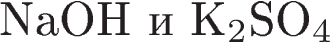 NaOH и K₂SO₄